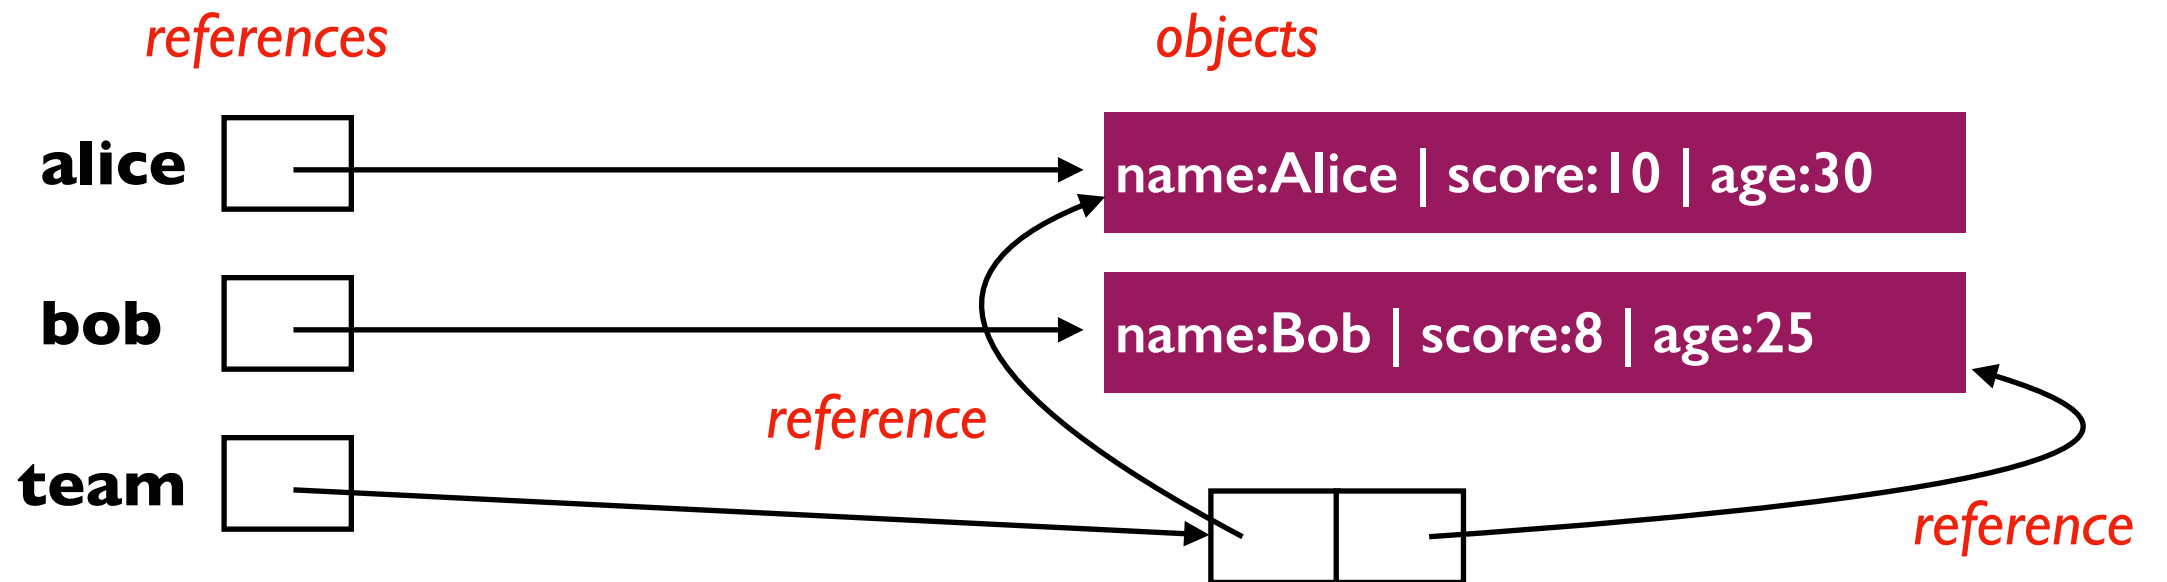 references
objects
alice
name:Alice | score:10 | age:30
bob
name:Bob | score:8 | age:25
reference
team
reference